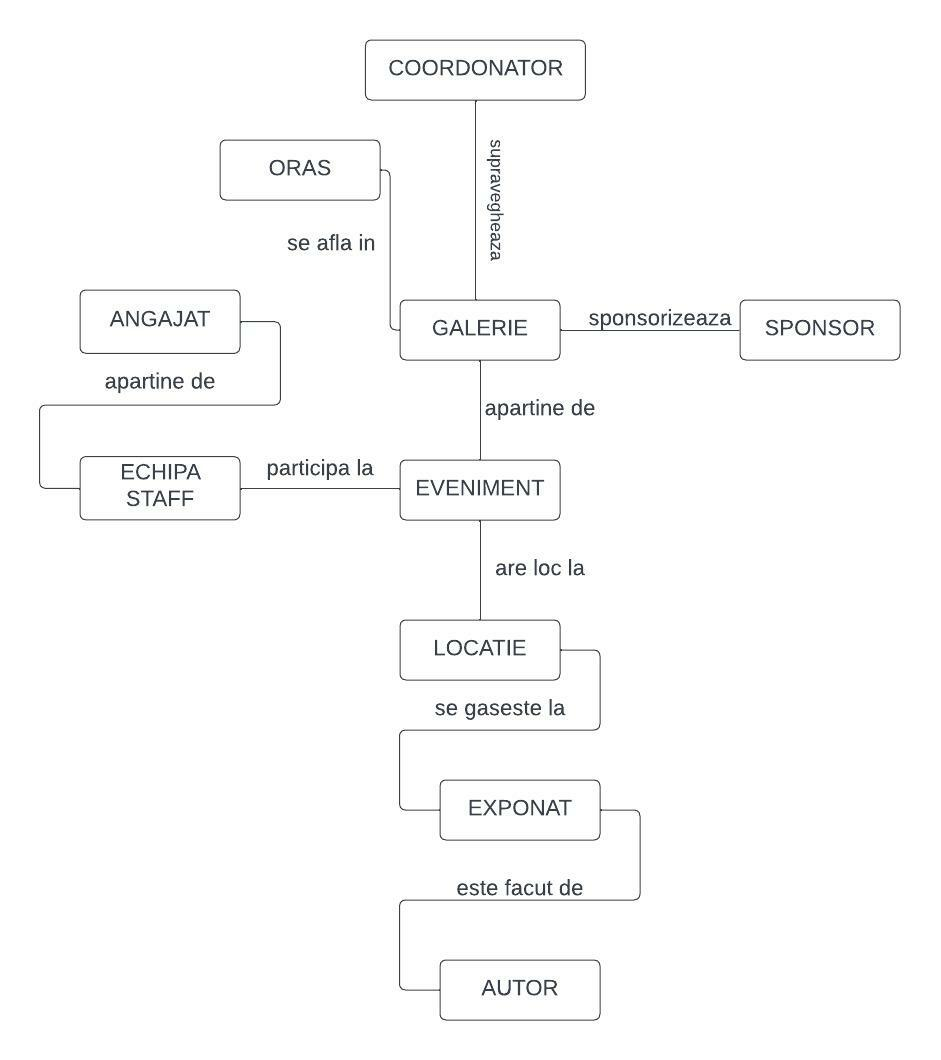 COORDONATOR
supravegheaza
ORAS
se afla in
ANGAJAT
GALERIE
sponsorizeaza
SPONSOR
apartine de
apartine de
ECHIPA
STAFF
participa la
EVENIMENT
are loc la
LOCATIE
se gaseste la
EXPONAT
este facut de
AUTOR